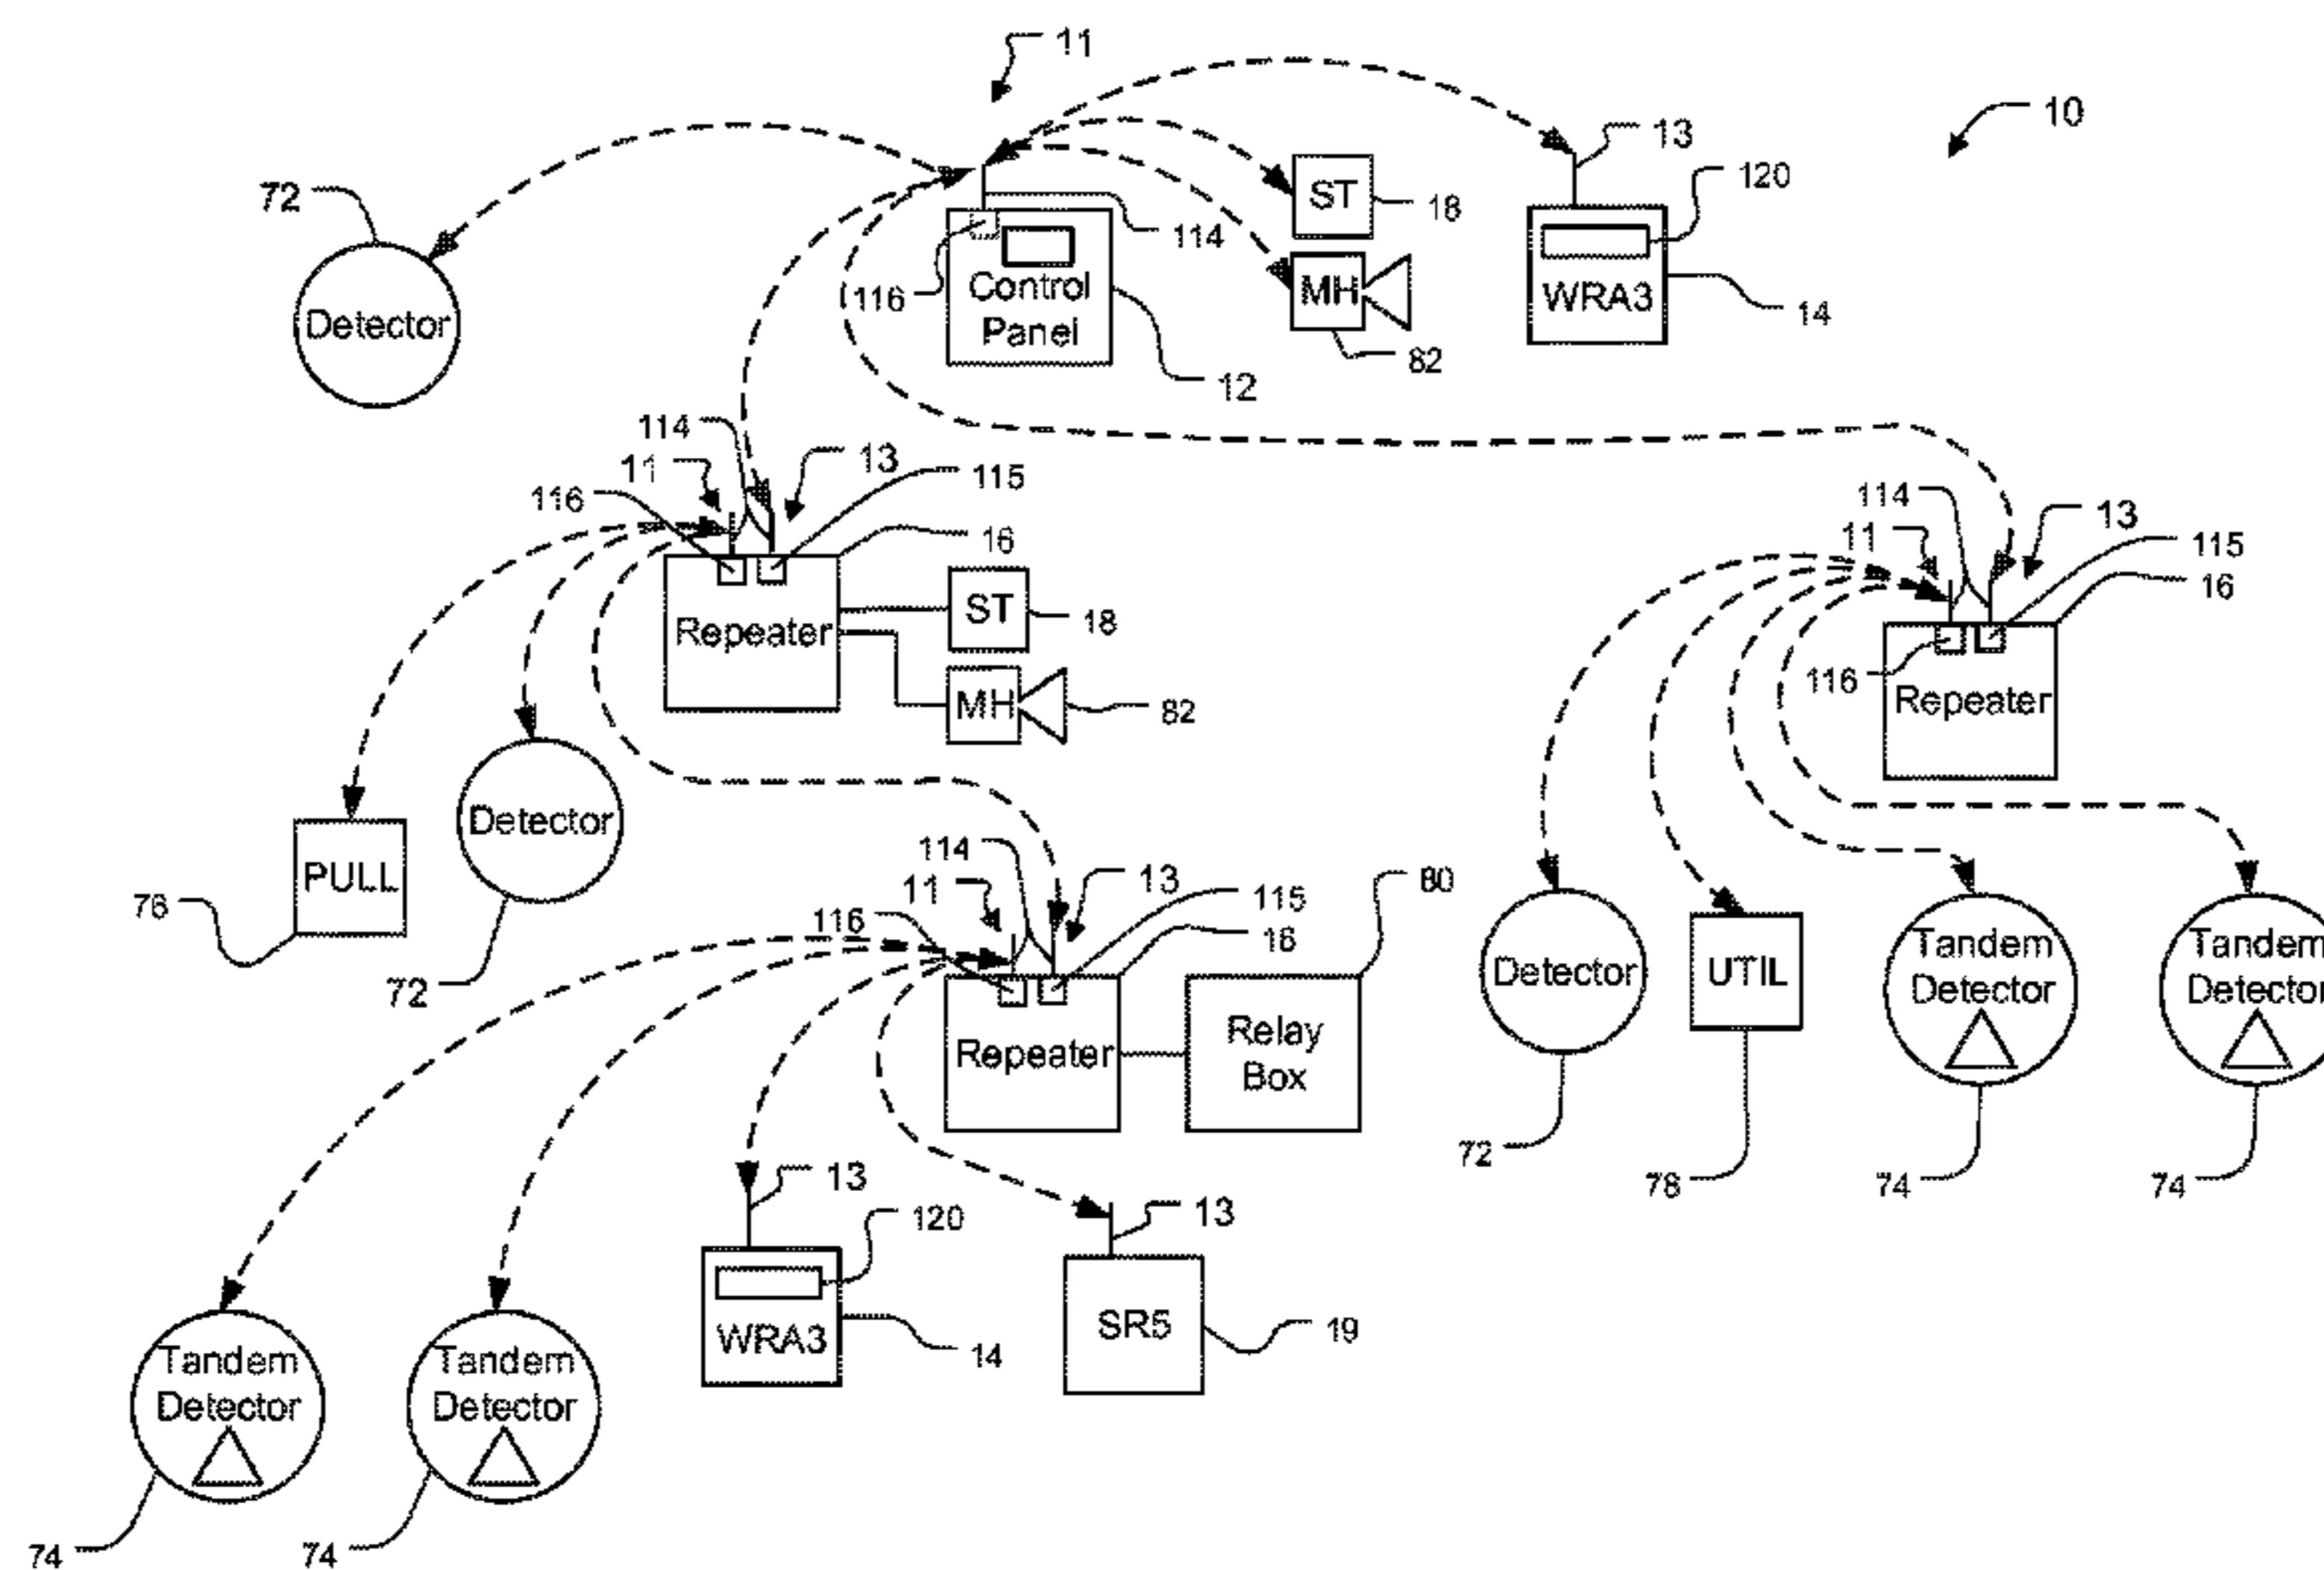 11
10
13
120
72
ST
18
114
Detector
116
Control
Panel
MH
WRA3
14
82
12
114
11
13
115
116
16
114
11
13
115
16
ST
18
Repeater
116
Repeater
MH
82
Detector
PULL
76
72
114
11
13
115
116
16
80
Repeater
Relay
Box
Detector
UTIL
Tandem
Detector
Tandem
Detector
72
78
74
74
13
120
13
WRA3
14
SR5
19
Tandem
Detector
Tandem
Detector
74
74